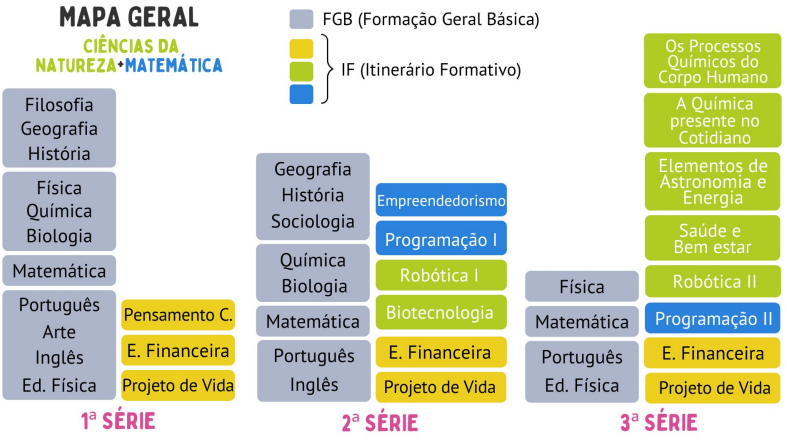 MAPA GERAL
CIÊNCIAS DA
NATUREZA+MATEMÁTICA
FGB (Formação Geral Básica)
IF (Itinerário Formativo)
Filosofia
Geografia
História
Física
Química
Biologia
Matemática
Português
Arte
Inglês
Ed. Física
Pensamento C.
E. Financeira
Projeto de Vida
1ª SÉRIE
Geografia
História
Sociologia
Química
Biologia
Matemática
Português
Inglês
Empreendedorismo
Programação I
Robótica I
Biotecnologia
E. Financeira
Projeto de Vida
2ª SÉRIE
Física
Matemática
Português
Ed. Física
Os Processos
Químicos do
Corpo Humano
A Química
presente no
Cotidiano
Elementos de
Astronomia e
Energia
Saúde e
Bem estar
Robótica II
Programação II
E. Financeira
Projeto de Vida
3ª SÉRIE